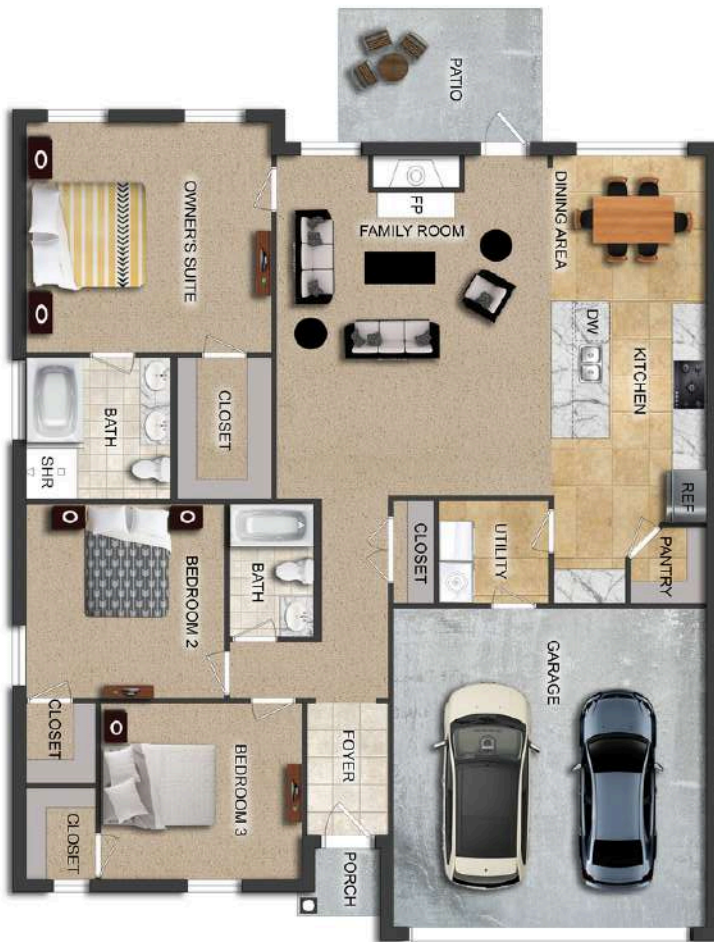 PATIO
OWNER'S SUITE
FP
FAMILY ROOM
DINING AREA
DW
KITCHEN
BATH
CLOSET
SHR
REF
BEDROOM 2
BATH
CLOSET
UTILITY
PANTRY
GARAGE
CLOSET
FOYER
BEDROOM 3
CLOSET
PORCH